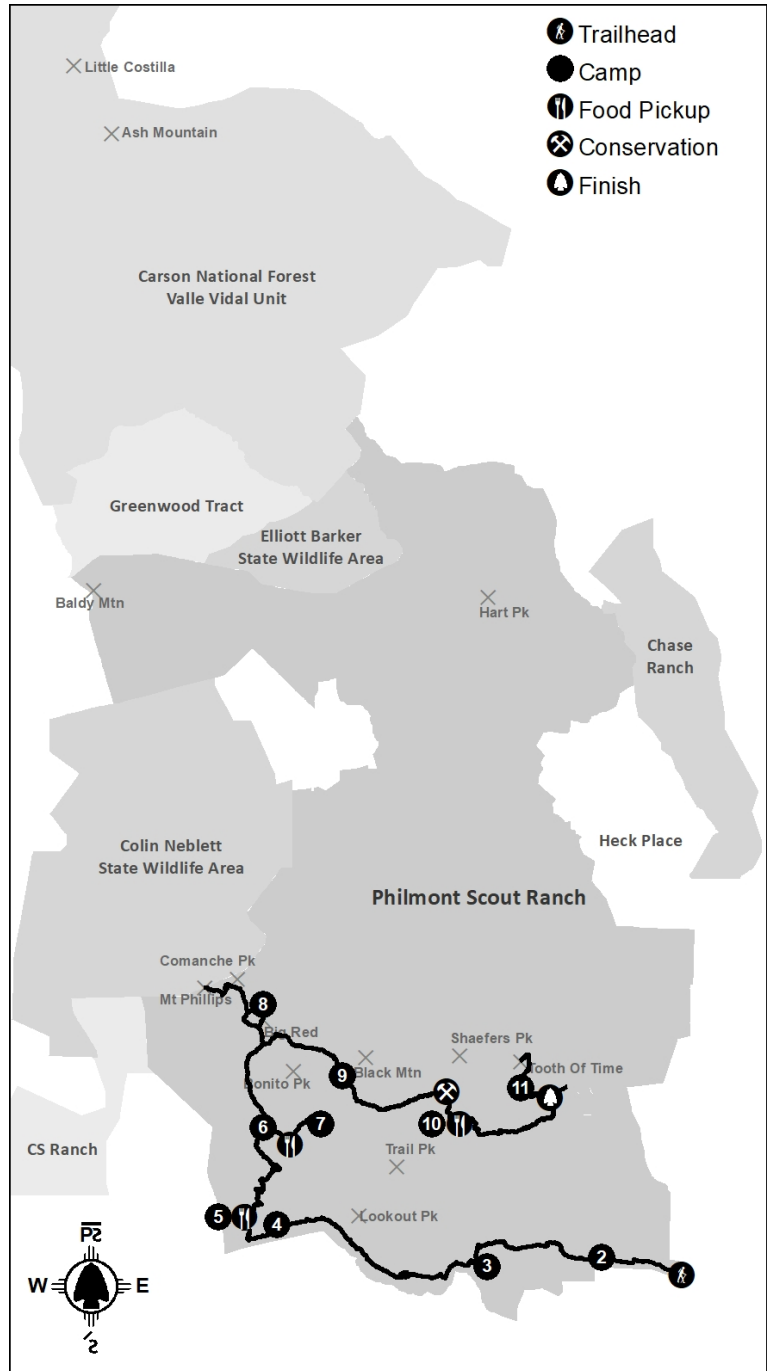 Little Costilla
Ash Mountain
Trailhead
Camp
Food Pickup
Conservation
Finish
Carson National Forest
Valle Vidal Unit
Greenwood Tract
Elliott Barker
State Wildlife Area
Baldy Mtn
Hart Pk
Chase
Ranch
Colin Neblett
State Wildlife Area
Heck Place
Philmont Scout Ranch
Comanche Pk
Mt Phillips
8
Big Red
Shaefers Pk
Black Mtn
Tooth Of Time
Bonito Pk
9
11
6
7
10
Trail Pk
CS Ranch
5
4
Lookout Pk
3
2
W
E